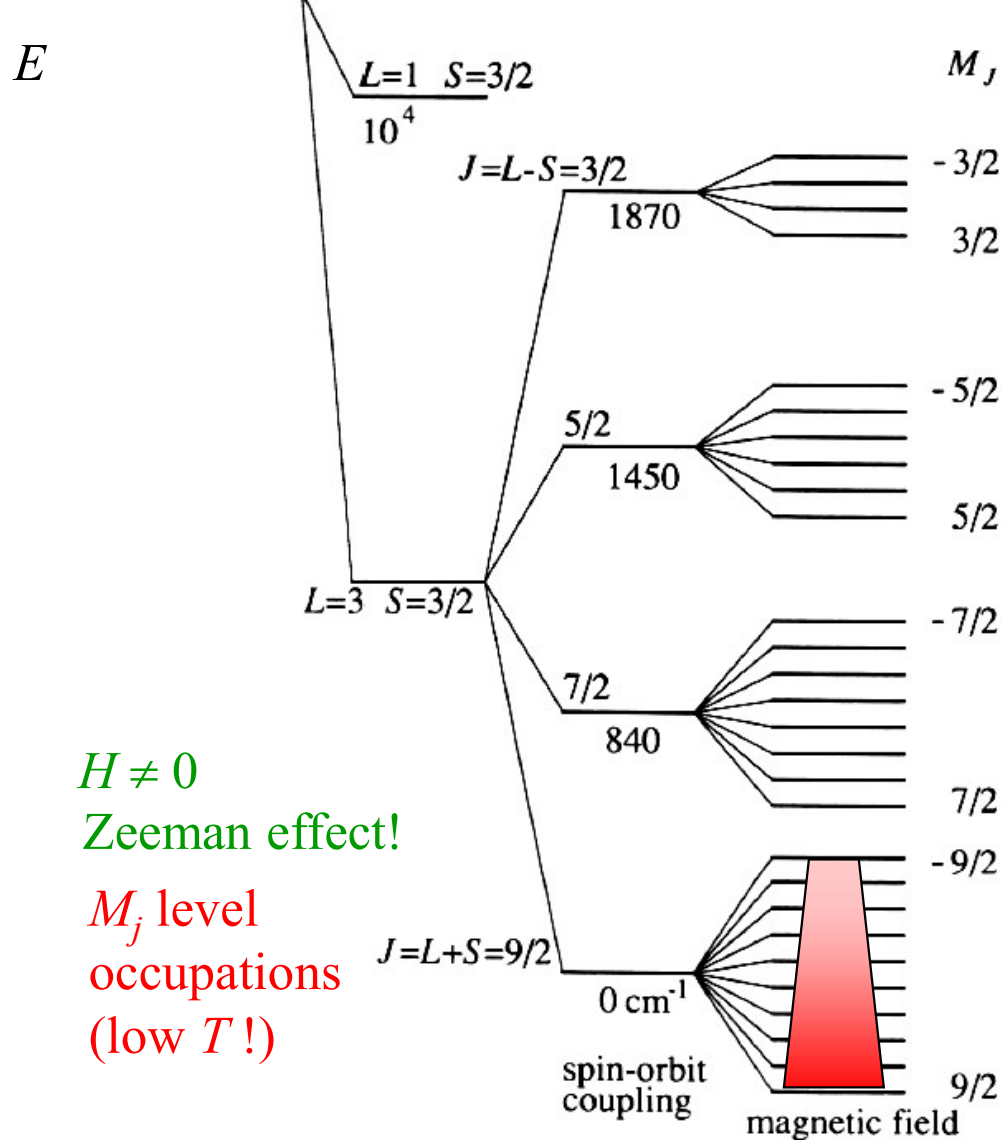 E
L=1 S=3/2
M_J
10^4
J=L-S=3/2
-3/2
1870
3/2
-5/2
5/2
1450
5/2
L=3 S=3/2
-7/2
7/2
840
7/2
H ≠ 0
Zeeman effect!
-9/2
M_j level
occupations
(low T !)
J=L+S=9/2
0 cm^-1
9/2
spin-orbit
coupling
magnetic field